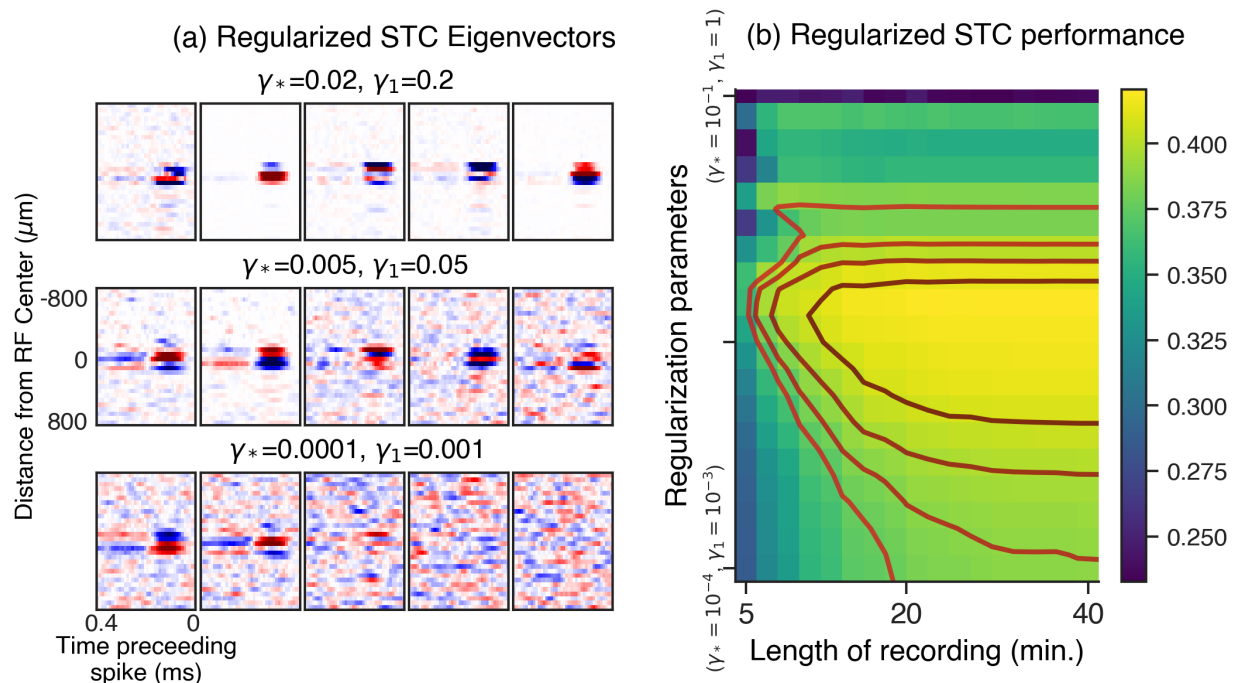 (a) Regularized STC Eigenvectors
γ*=0.02, γ₁=0.2
γ*=0.005, γ₁=0.05
γ*=0.0001, γ₁=0.001
Distance from RF Center (μm)
-800
0
800
0.4
0
Time preceeding
spike (ms)
(b) Regularized STC performance
(γ* = 10⁻¹, γ₁ = 1)
Regularization parameters
(γ* = 10⁻⁴, γ₁ = 10⁻³)
5
20
40
Length of recording (min.)
0.400
0.375
0.350
0.325
0.300
0.275
0.250